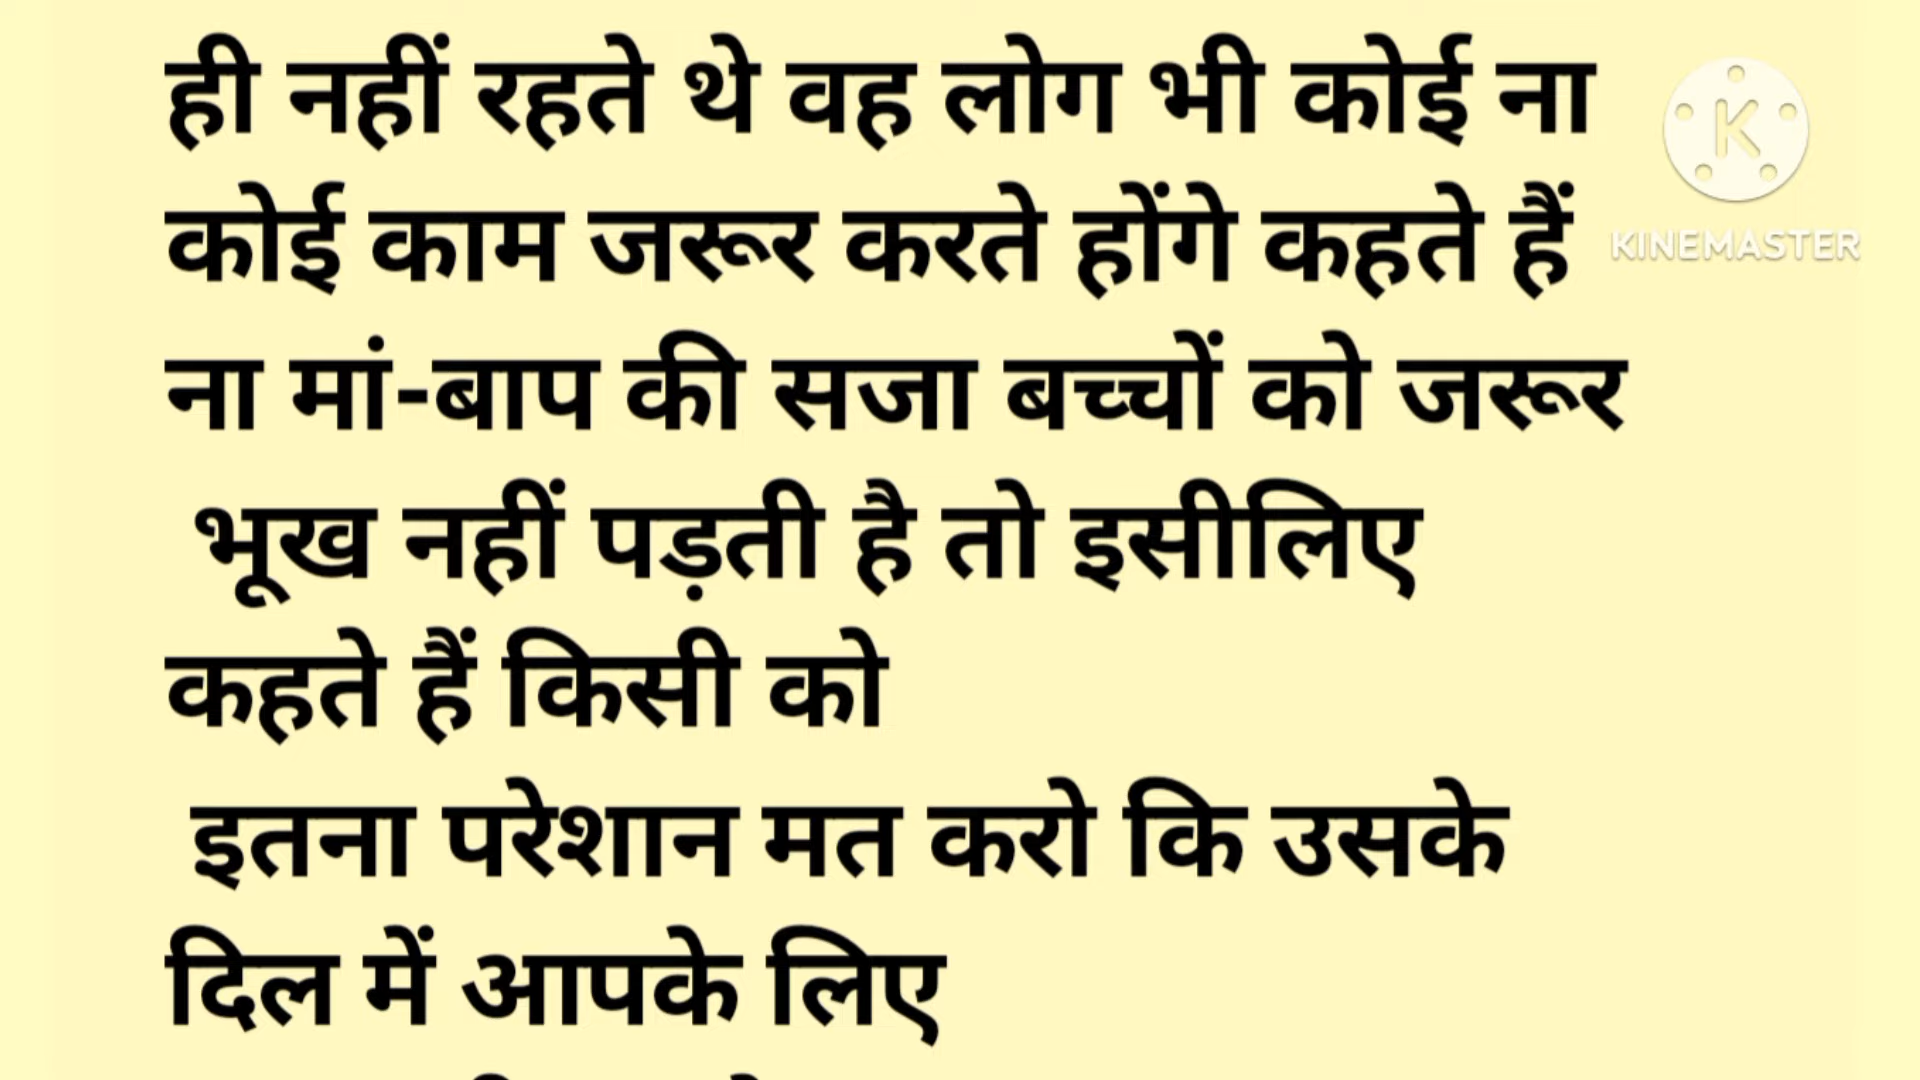 ही नहीं रहते थे वह लोग भी कोई ना
कोई काम जरूर करते होंगे कहते हैं
ना मां-बाप की सजा बच्चों को जरूर
भूख नहीं पड़ती है तो इसीलिए
कहते हैं किसी को
इतना परेशान मत करो कि उसके
दिल में आपके लिए
K
KINEMASTER